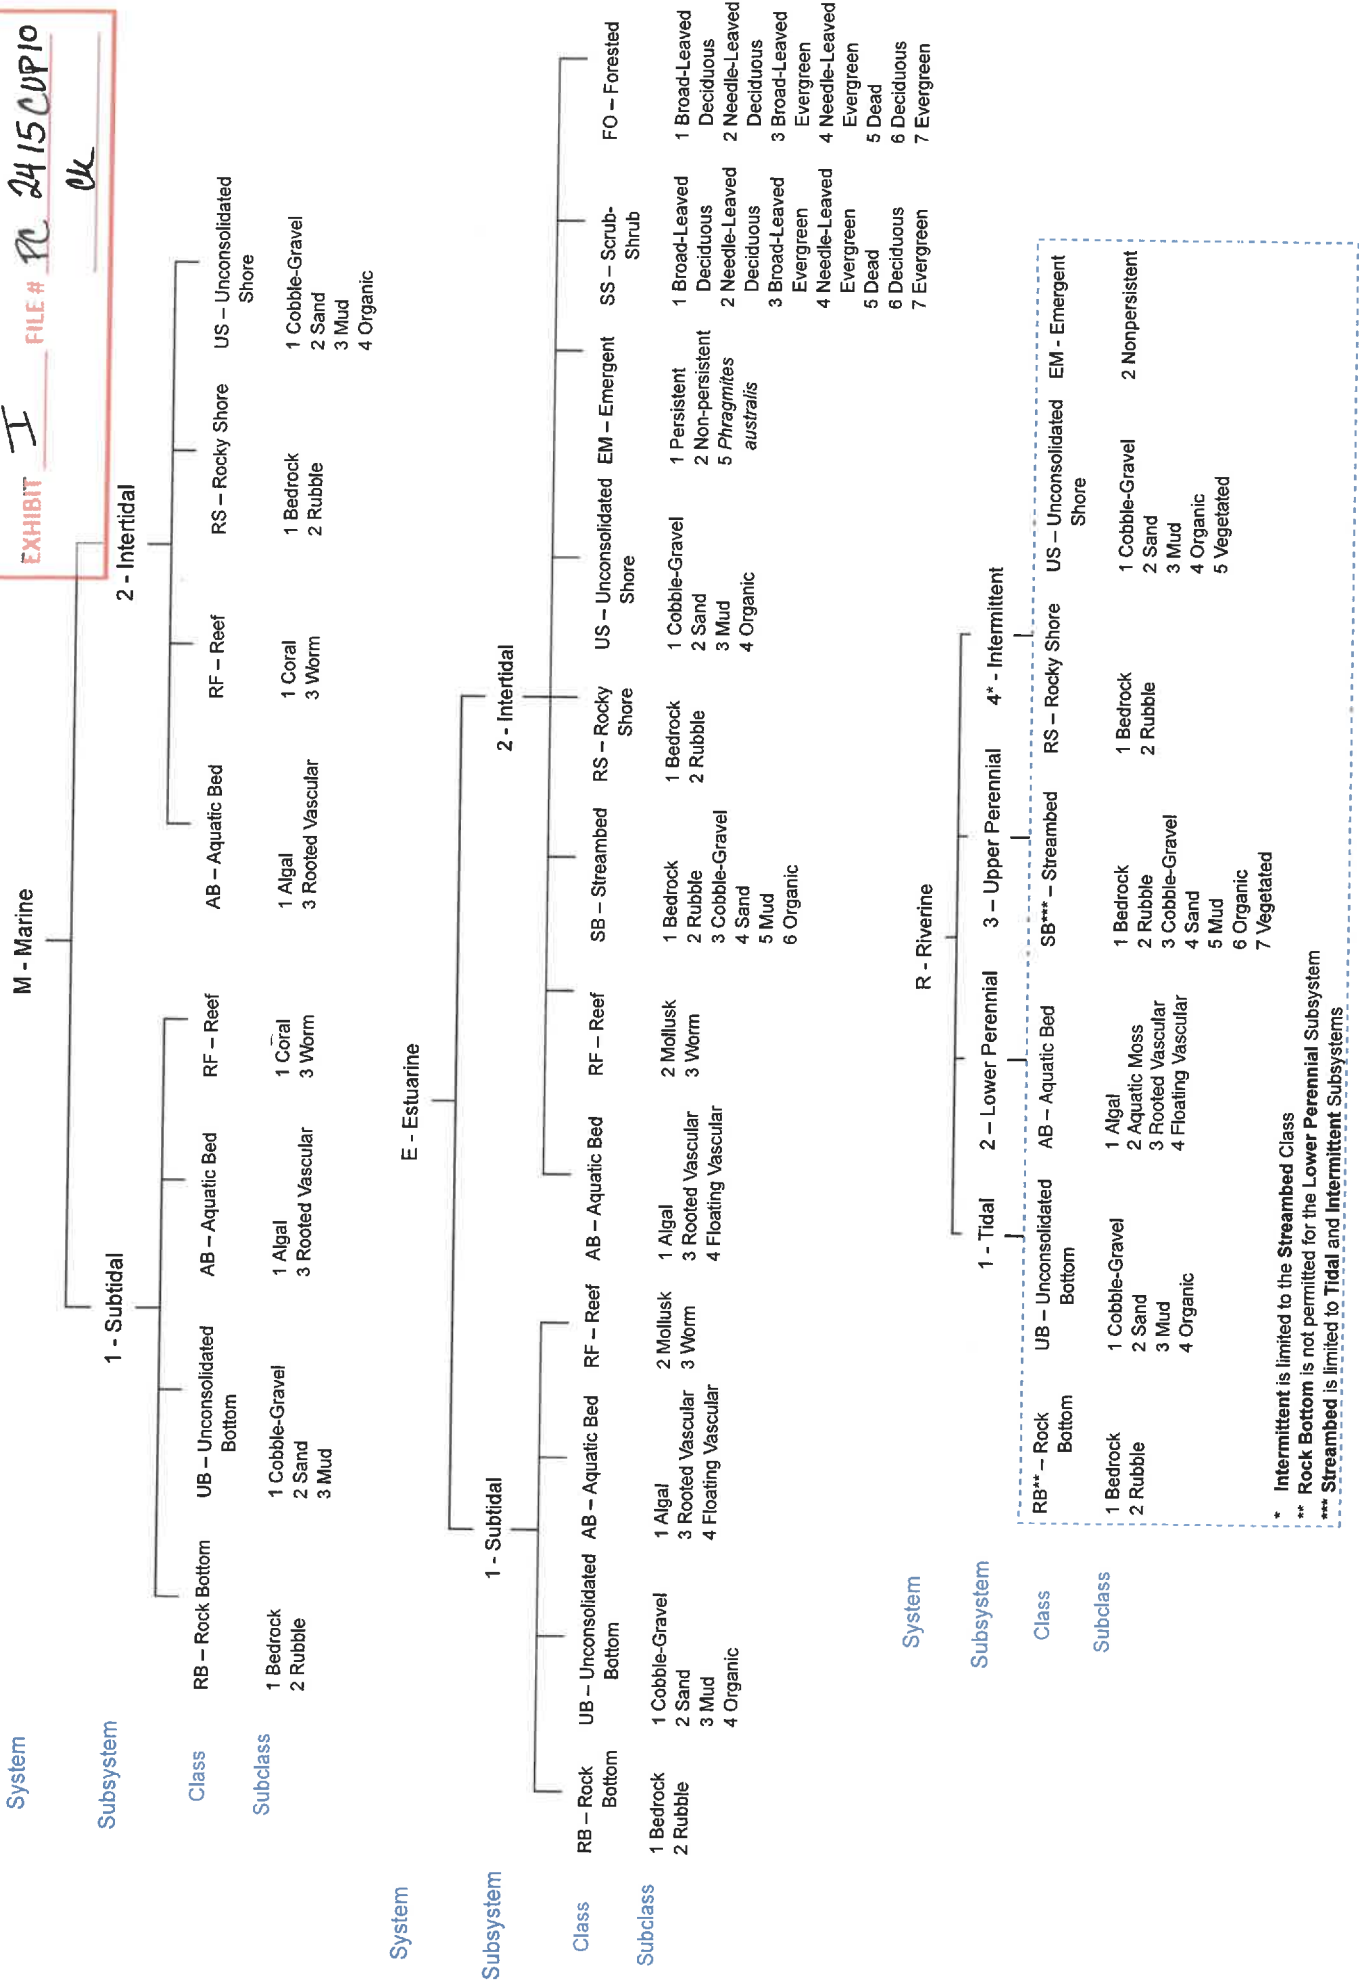 EXHIBIT I FILE # PC 2415CUP10
CK
System
M - Marine
Subsystem
1 - Subtidal
2 - Intertidal
Class
RB – Rock Bottom
UB – Unconsolidated
Bottom
AB – Aquatic Bed
RF – Reef
AB – Aquatic Bed
RF – Reef
RS – Rocky Shore
US – Unconsolidated
Shore
Subclass
1 Bedrock
2 Rubble
1 Cobble-Gravel
2 Sand
3 Mud
1 Algal
3 Rooted Vascular
1 Coral
3 Worm
1 Algal
3 Rooted Vascular
1 Coral
3 Worm
1 Bedrock
2 Rubble
1 Cobble-Gravel
2 Sand
3 Mud
4 Organic
System
E - Estuarine
Subsystem
1 - Subtidal
2 - Intertidal
Class
RB – Rock
Bottom
UB – Unconsolidated
Bottom
AB – Aquatic Bed
RF – Reef
AB – Aquatic Bed
RF – Reef
SB – Streambed
RS – Rocky
Shore
US – Unconsolidated
Shore
EM – Emergent
SS – Scrub-
Shrub
FO – Forested
Subclass
1 Bedrock
2 Rubble
1 Cobble-Gravel
2 Sand
3 Mud
4 Organic
1 Algal
3 Rooted Vascular
4 Floating Vascular
2 Mollusk
3 Worm
1 Algal
3 Rooted Vascular
4 Floating Vascular
2 Mollusk
3 Worm
1 Bedrock
2 Rubble
3 Cobble-Gravel
4 Sand
5 Mud
6 Organic
1 Bedrock
2 Rubble
1 Cobble-Gravel
2 Sand
3 Mud
4 Organic
1 Persistent
2 Non-persistent
5 Phragmites
australis
1 Broad-Leaved
Deciduous
2 Needle-Leaved
Deciduous
3 Broad-Leaved
Evergreen
4 Needle-Leaved
Evergreen
5 Dead
6 Deciduous
7 Evergreen
1 Broad-Leaved
Deciduous
2 Needle-Leaved
Deciduous
3 Broad-Leaved
Evergreen
4 Needle-Leaved
Evergreen
5 Dead
6 Deciduous
7 Evergreen
System
R - Riverine
Subsystem
1 - Tidal
2 – Lower Perennial
3 – Upper Perennial
4* - Intermittent
Class
RB** – Rock
Bottom
UB – Unconsolidated
Bottom
AB – Aquatic Bed
SB*** – Streambed
RS – Rocky Shore
US – Unconsolidated
Shore
EM - Emergent
Subclass
1 Bedrock
2 Rubble
1 Cobble-Gravel
2 Sand
3 Mud
4 Organic
1 Algal
2 Aquatic Moss
3 Rooted Vascular
4 Floating Vascular
1 Bedrock
2 Rubble
3 Cobble-Gravel
4 Sand
5 Mud
6 Organic
7 Vegetated
1 Bedrock
2 Rubble
1 Cobble-Gravel
2 Sand
3 Mud
4 Organic
5 Vegetated
2 Nonpersistent
* Intermittent is limited to the Streambed Class
** Rock Bottom is not permitted for the Lower Perennial Subsystem
*** Streambed is limited to Tidal and Intermittent Subsystems